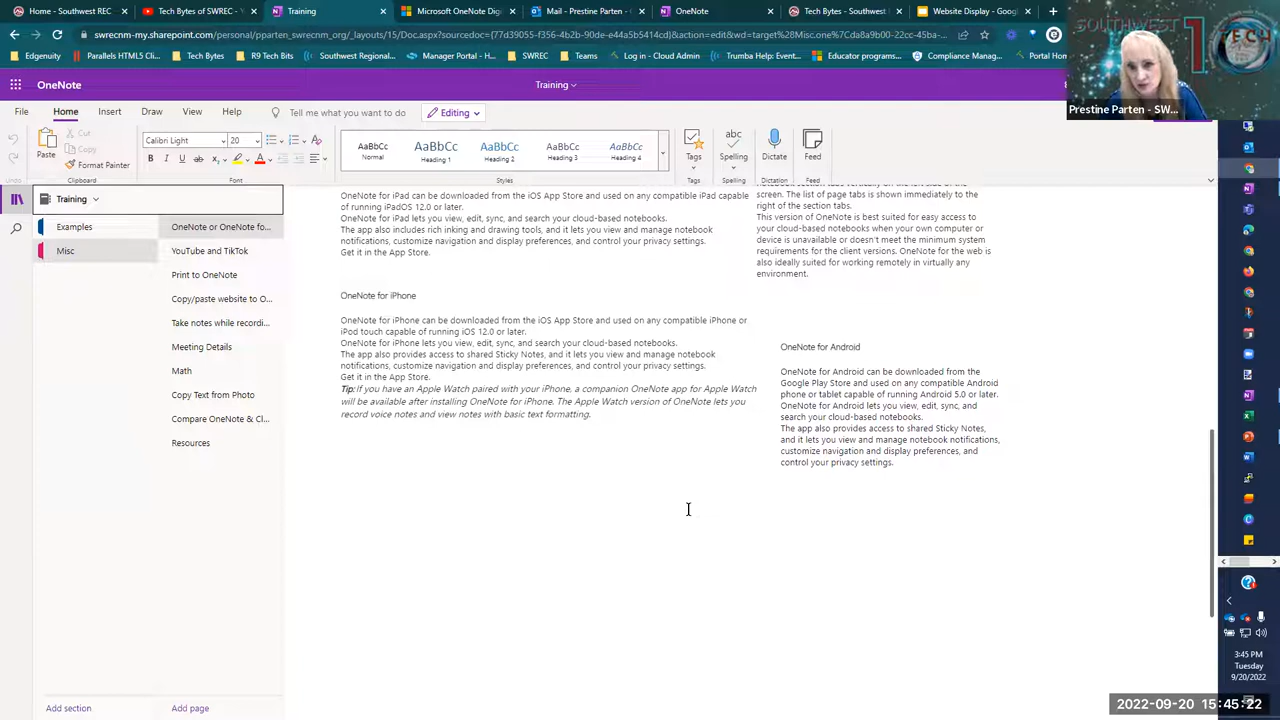 Home - Southwest REC
Tech Bytes of SWREC - Y
Training
Microsoft OneNote Dig
Mail - Prestine Parten - O
OneNote
Tech Bytes - Southwest
Website Display - Google
swrecnm-my.sharepoint.com/personal/pparten_swrecnm_org/_layouts/15/Doc.aspx?sourcedoc={77d39055-f356-4b2b-90de-e44a5b5414cd}&action=edit&wd=target%28Misc.one%7Cda8a9b00-22cc-45ba-...
Edgenuity
Parallels HTML5 Cli...
Tech Bytes
R9 Tech Bytes
Southwest Regional...
Manager Portal - H...
SWREC
Teams
Log in - Cloud Admin
Trumba Help: Event...
Educator programs...
Compliance Manag...
Portal Home
SOUTHWEST
TECH
Prestine Parten - SW...
OneNote
Training
File
Home
Insert
Draw
View
Help
Tell me what you want to do
Editing
Undo
Paste
Cut
Copy
Format Painter
Clipboard
Calibri Light
20
Font
AaBbCc
Normal
AaBbCc
Heading 1
AaBbCc
Heading 2
AaBbCc
Heading 3
AaBbCc
Heading 4
Styles
Tags
Tags
Spelling
Spelling
Dictate
Dictation
Feed
Feed
Training
Examples
Misc
OneNote or OneNote fo...
YouTube and TikTok
Print to OneNote
Copy/paste website to O...
Take notes while recordi...
Meeting Details
Math
Copy Text from Photo
Compare OneNote & Cl...
Resources
Add section
Add page
OneNote for iPad can be downloaded from the iOS App Store and used on any compatible iPad capable
of running iPadOS 12.0 or later.
OneNote for iPad lets you view, edit, sync, and search your cloud-based notebooks.
The app also includes rich inking and drawing tools, and it lets you view and manage notebook
notifications, customize navigation and display preferences, and control your privacy settings.
Get it in the App Store.
OneNote for iPhone
OneNote for iPhone can be downloaded from the iOS App Store and used on any compatible iPhone or
iPod touch capable of running iOS 12.0 or later.
OneNote for iPhone lets you view, edit, sync, and search your cloud-based notebooks.
The app also provides access to shared Sticky Notes, and it lets you view and manage notebook
notifications, customize navigation and display preferences, and control your privacy settings.
Get it in the App Store.
Tip: If you have an Apple Watch paired with your iPhone, a companion OneNote app for Apple Watch
will be available after installing OneNote for iPhone. The Apple Watch version of OneNote lets you
record voice notes and view notes with basic text formatting.
notebook section tabs vertically on the left side of the
screen. The list of page tabs is shown immediately to the
right of the section tabs.
This version of OneNote is best suited for easy access to
your cloud-based notebooks when your own computer or
device is unavailable or doesn't meet the minimum system
requirements for the client versions. OneNote for the web is
also ideally suited for working remotely in virtually any
environment.
OneNote for Android
OneNote for Android can be downloaded from the
Google Play Store and used on any compatible Android
phone or tablet capable of running Android 5.0 or later.
OneNote for Android lets you view, edit, sync, and
search your cloud-based notebooks.
The app also provides access to shared Sticky Notes,
and it lets you view and manage notebook notifications,
customize navigation and display preferences, and
control your privacy settings.
3:45 PM
Tuesday
9/20/2022
2022-09-20 15:45:22